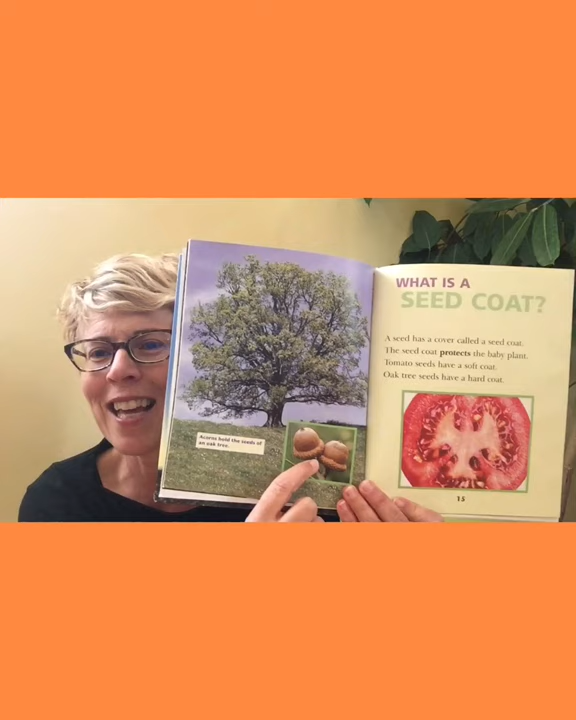 Acorns hold the seeds of
an oak tree.
WHAT IS A
SEED COAT?
A seed has a cover called a seed coat.
The seed coat protects the baby plant.
Tomato seeds have a soft coat.
Oak tree seeds have a hard coat.
15